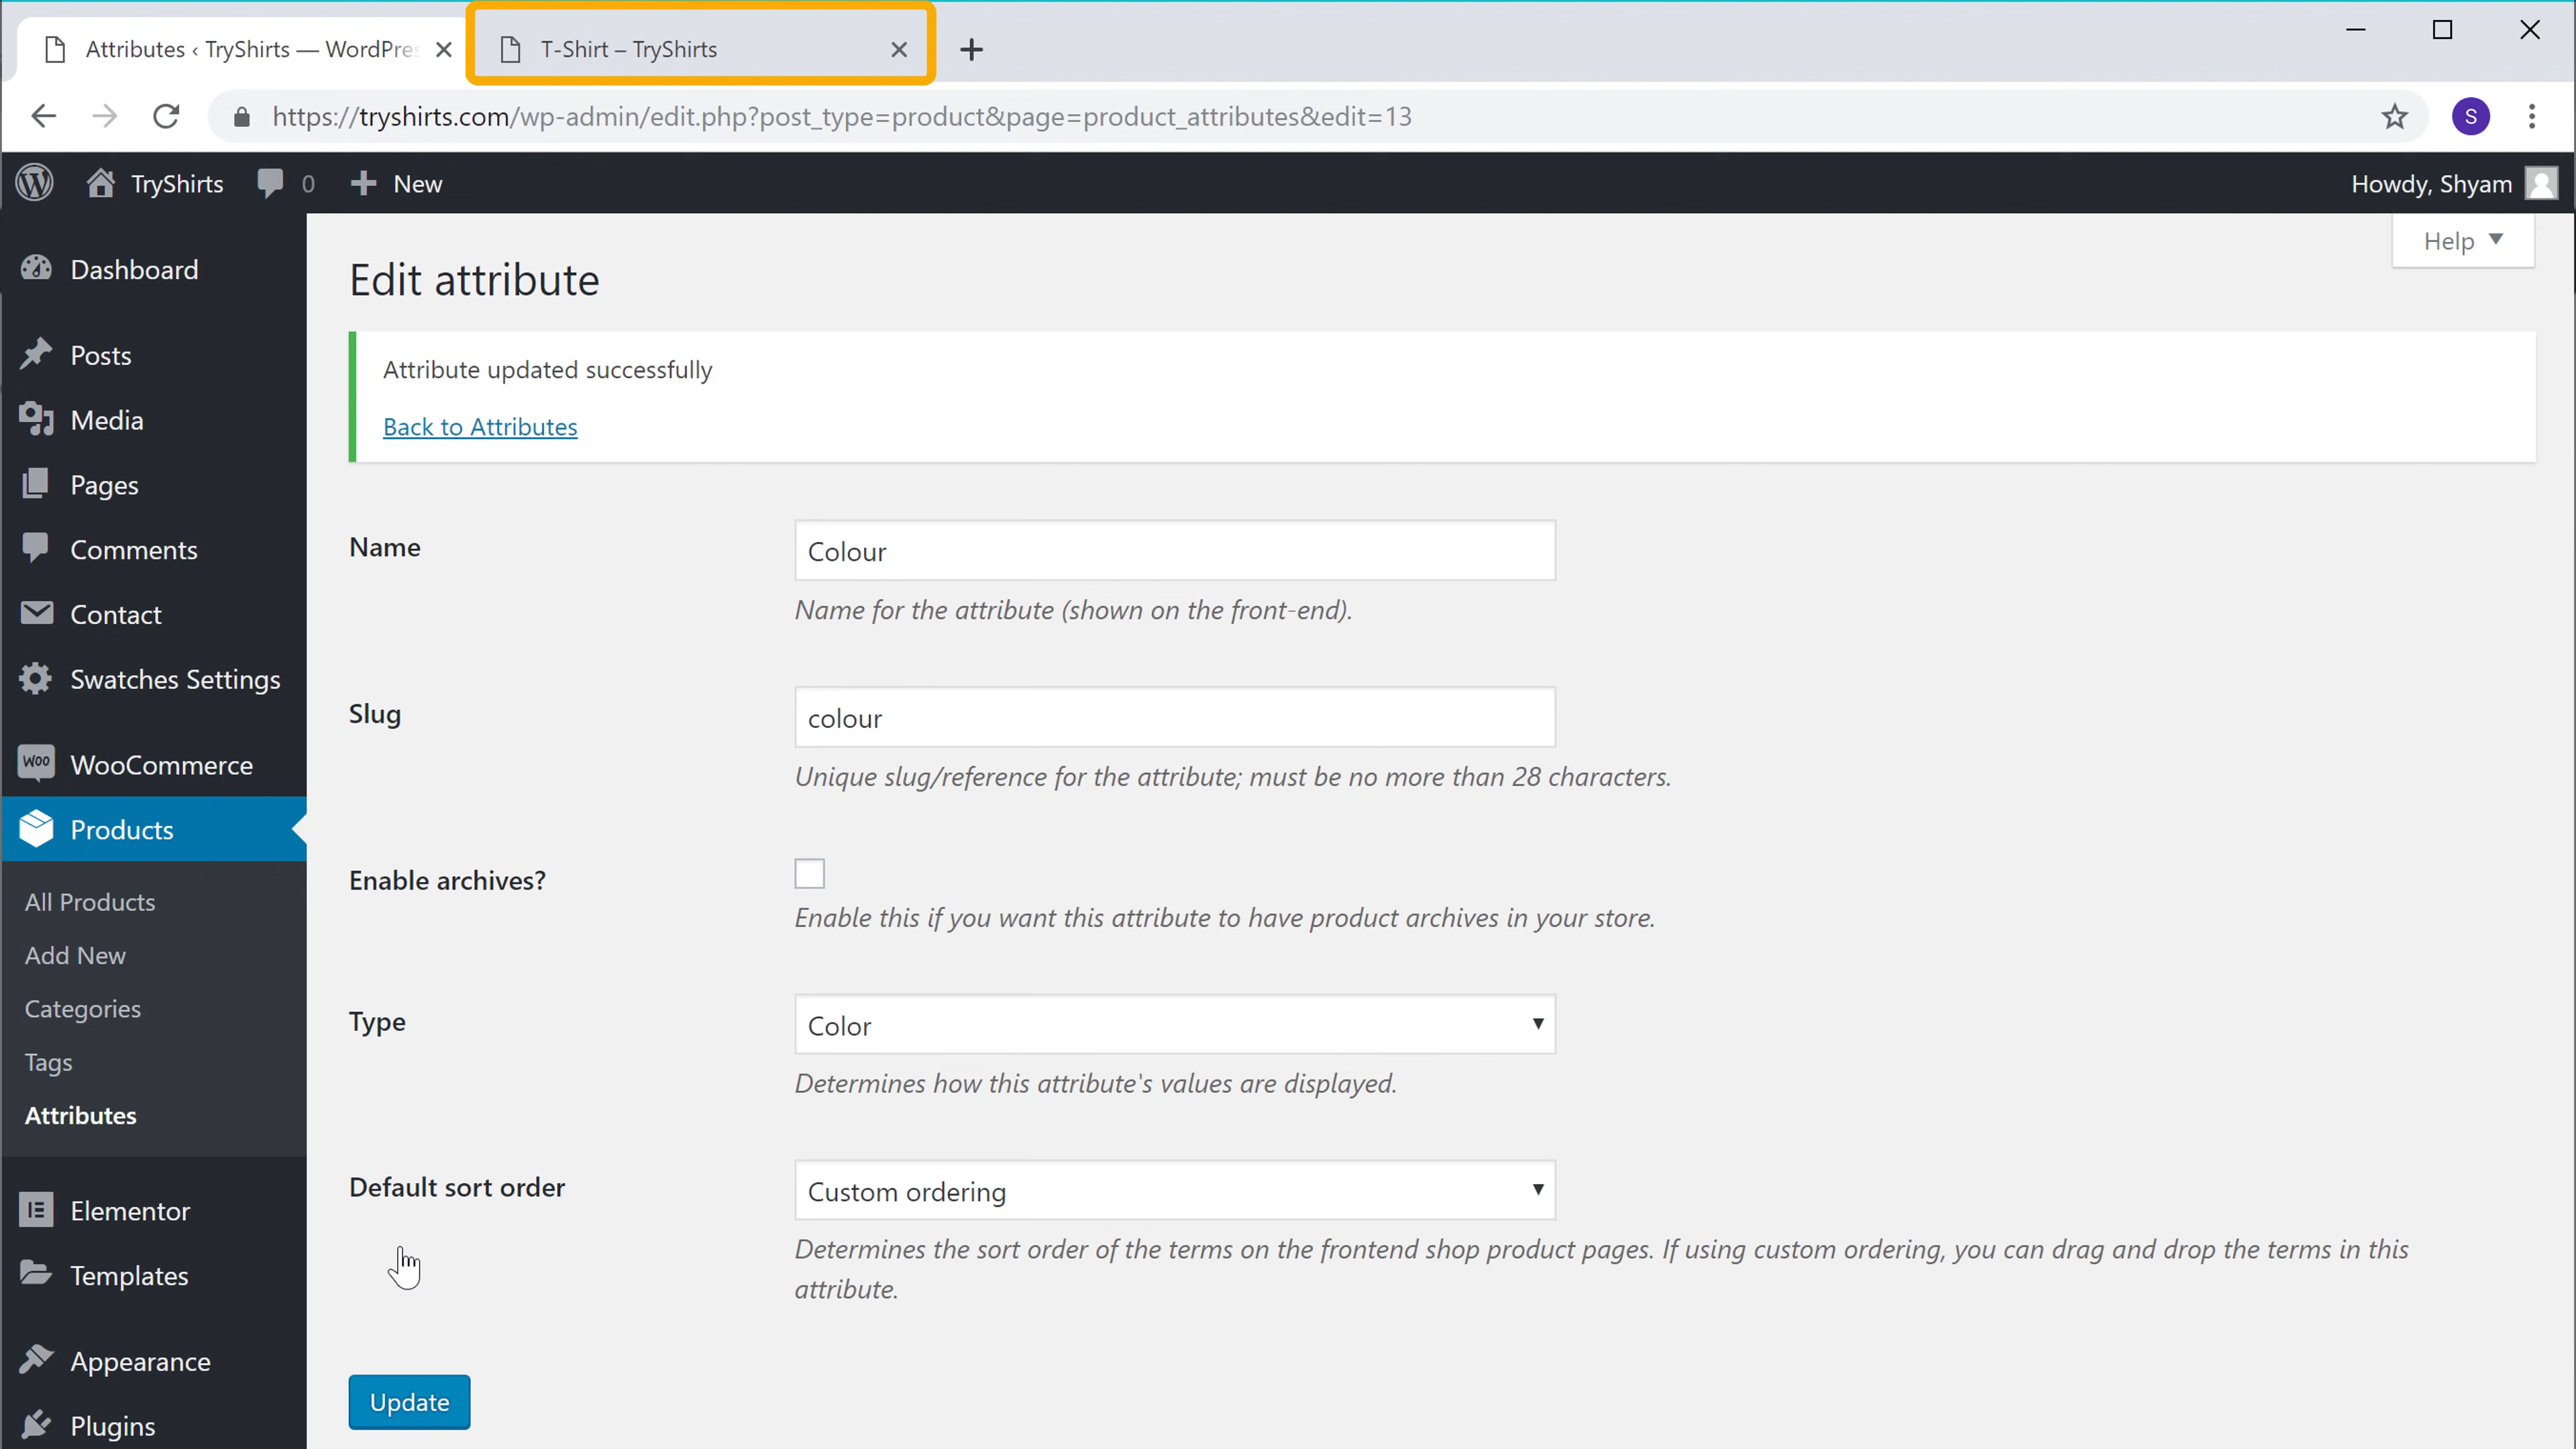 Attributes ‹ TryShirts — WordPres
T-Shirt – TryShirts
https://tryshirts.com/wp-admin/edit.php?post_type=product&page=product_attributes&edit=13
S
TryShirts 0 New
Howdy, Shyam
Help
Dashboard
Posts
Media
Pages
Comments
Contact
Swatches Settings
Woo WooCommerce
Products
All Products
Add New
Categories
Tags
Attributes
Elementor
Templates
Appearance
Plugins
Edit attribute
Attribute updated successfully
Back to Attributes
Name
Colour
Name for the attribute (shown on the front-end).
Slug
colour
Unique slug/reference for the attribute; must be no more than 28 characters.
Enable archives?
Enable this if you want this attribute to have product archives in your store.
Type
Color
Determines how this attribute's values are displayed.
Default sort order
Custom ordering
Determines the sort order of the terms on the frontend shop product pages. If using custom ordering, you can drag and drop the terms in this
attribute.
Update